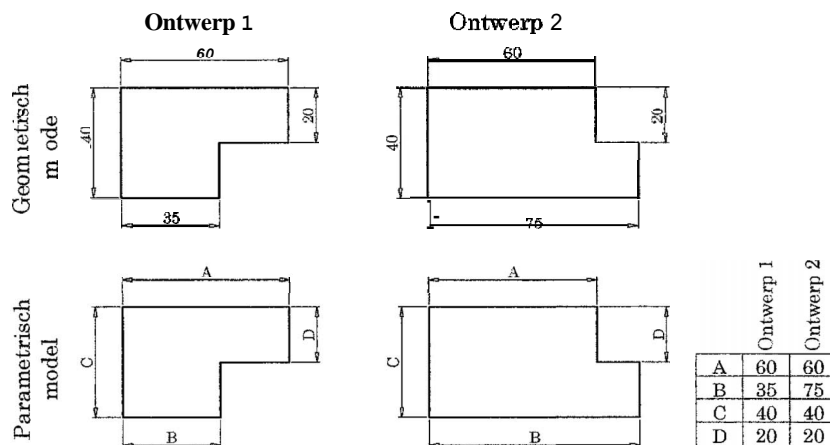 Ontwerp 1
Ontwerp 2
60
60
Geometrisch
m ode
40
20
40
20
35
75
Parametrisch
model
A
A
C
D
C
D
B
B
Ontwerp 1
Ontwerp 2
A 60 60
B 35 75
C 40 40
D 20 20